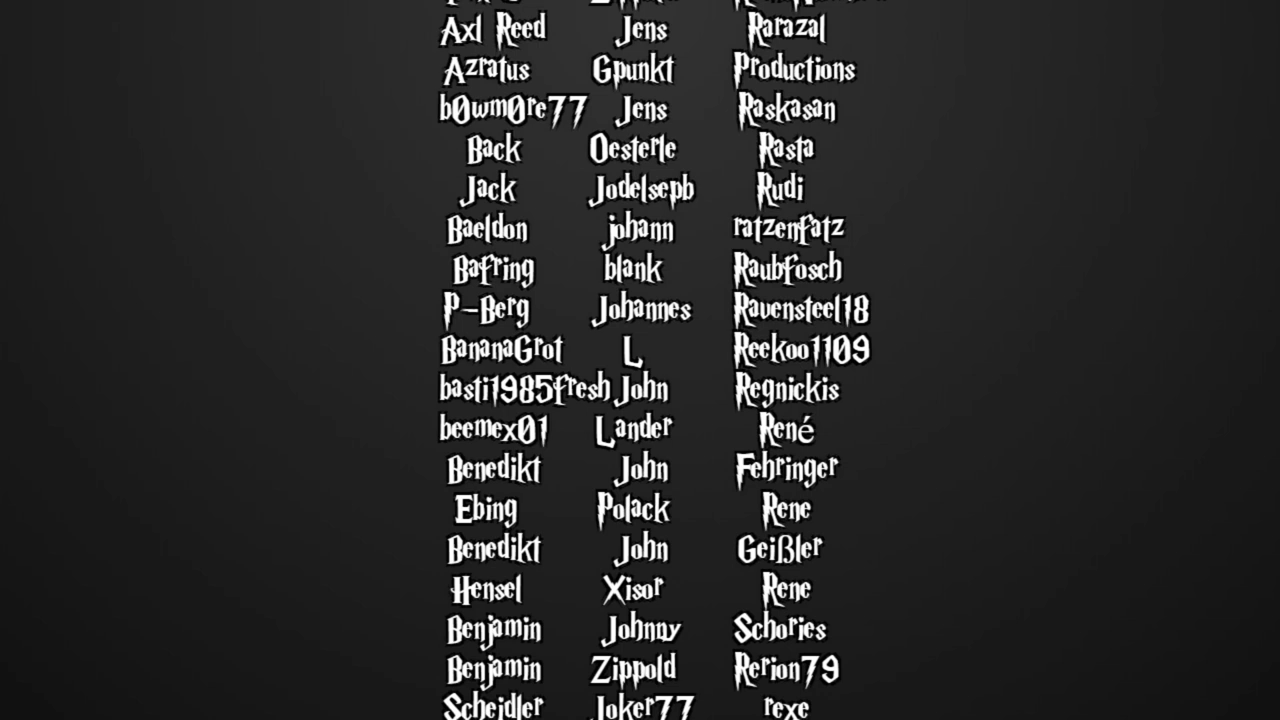 Axl Reed Jens Rarazal
Azratus Gpunkt Productions
b0wm0re77 Jens Raskasan
Back Oesterle Rasta
Jack Jodelsepb Rudi
Baeldon johann ratzenfatz
Bafring blank Raubfosch
P-Berg Johannes Ravensteel18
BananaGrot L Reekoo1109
basti1985fresh John Regnickis
beemex01 Lander René
Benedikt John Fehringer
Ebing Polack Rene
Benedikt John Geißler
Hensel Xisor Rene
Benjamin Johnny Schories
Benjamin Zippold Rerion79
Scheidler Joker77 rexe